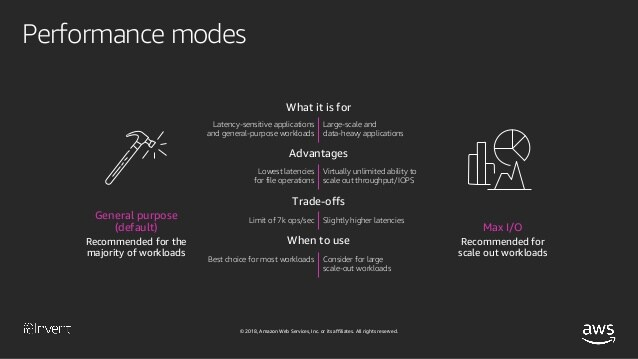 Performance modes
What it is for
Latency-sensitive applications
and general-purpose workloads
Large-scale and
data-heavy applications
Advantages
Lowest latencies
for file operations
Virtually unlimited ability to
scale out throughput/IOPS
Trade-offs
Limit of 7k ops/sec
Slightly higher latencies
When to use
Best choice for most workloads
Consider for large
scale-out workloads
General purpose
(default)
Recommended for the
majority of workloads
Max I/O
Recommended for
scale out workloads
re:Invent
© 2018, Amazon Web Services, Inc. or its affiliates. All rights reserved.
aws